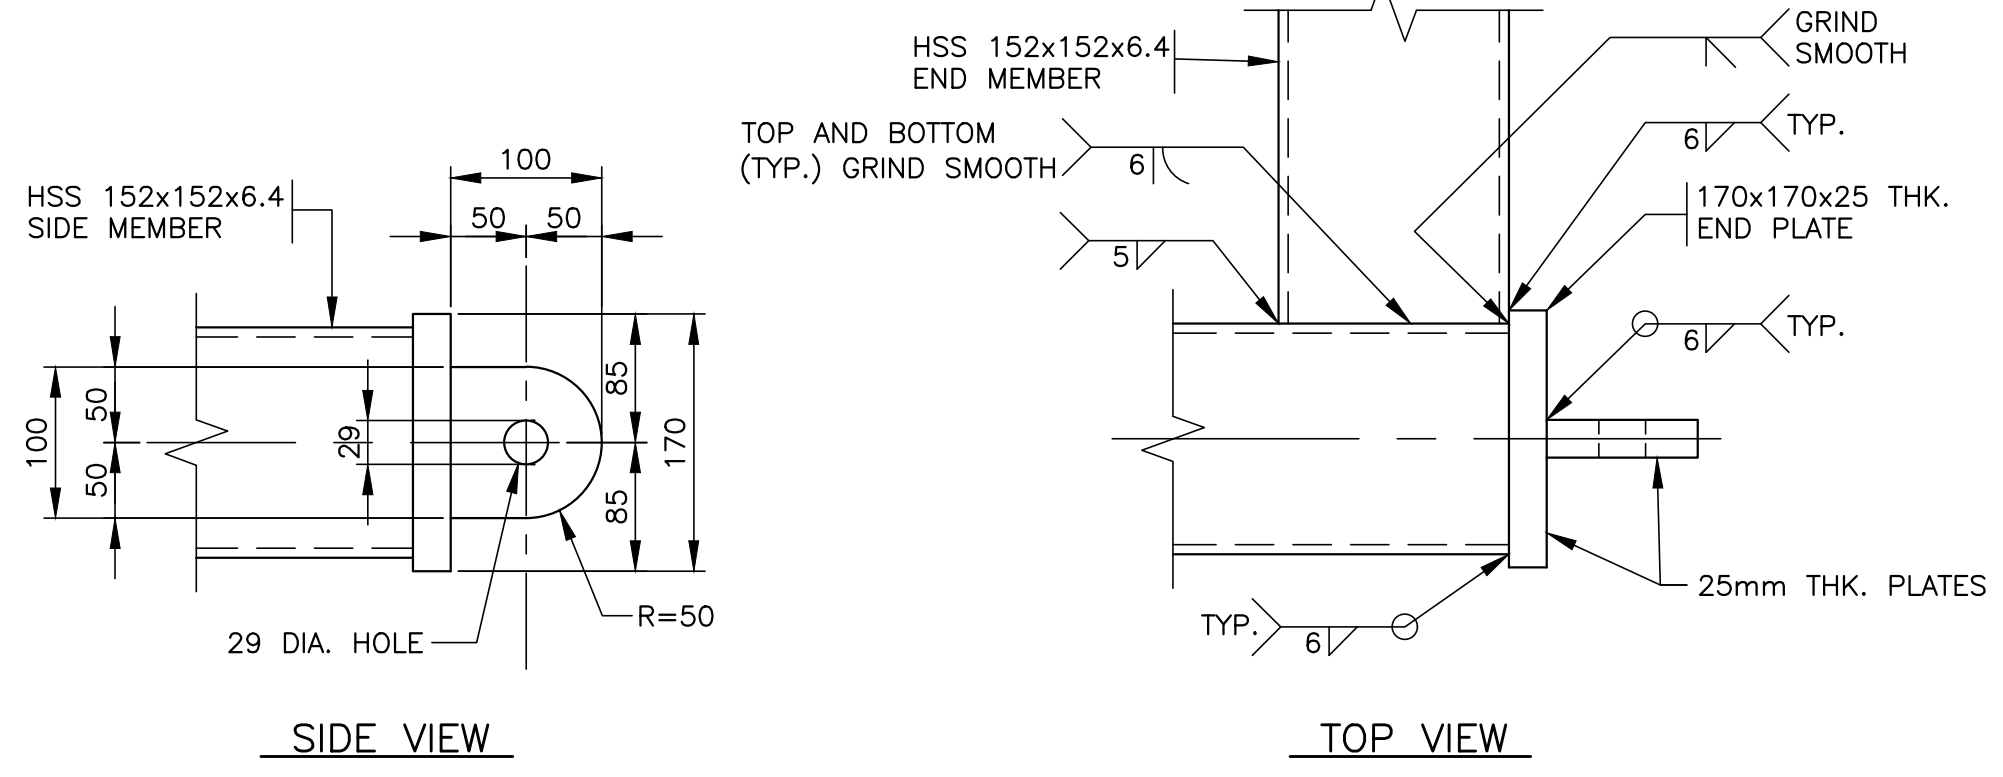 HSS 152x152x6.4
SIDE MEMBER
100
50
50
100
50
50
29
85
85
170
R=50
29 DIA. HOLE
SIDE VIEW
HSS 152x152x6.4
END MEMBER
TOP AND BOTTOM
(TYP.) GRIND SMOOTH
6
5
GRIND
SMOOTH
6
TYP.
170x170x25 THK.
END PLATE
6
TYP.
25mm THK. PLATES
TYP.
6
TOP VIEW